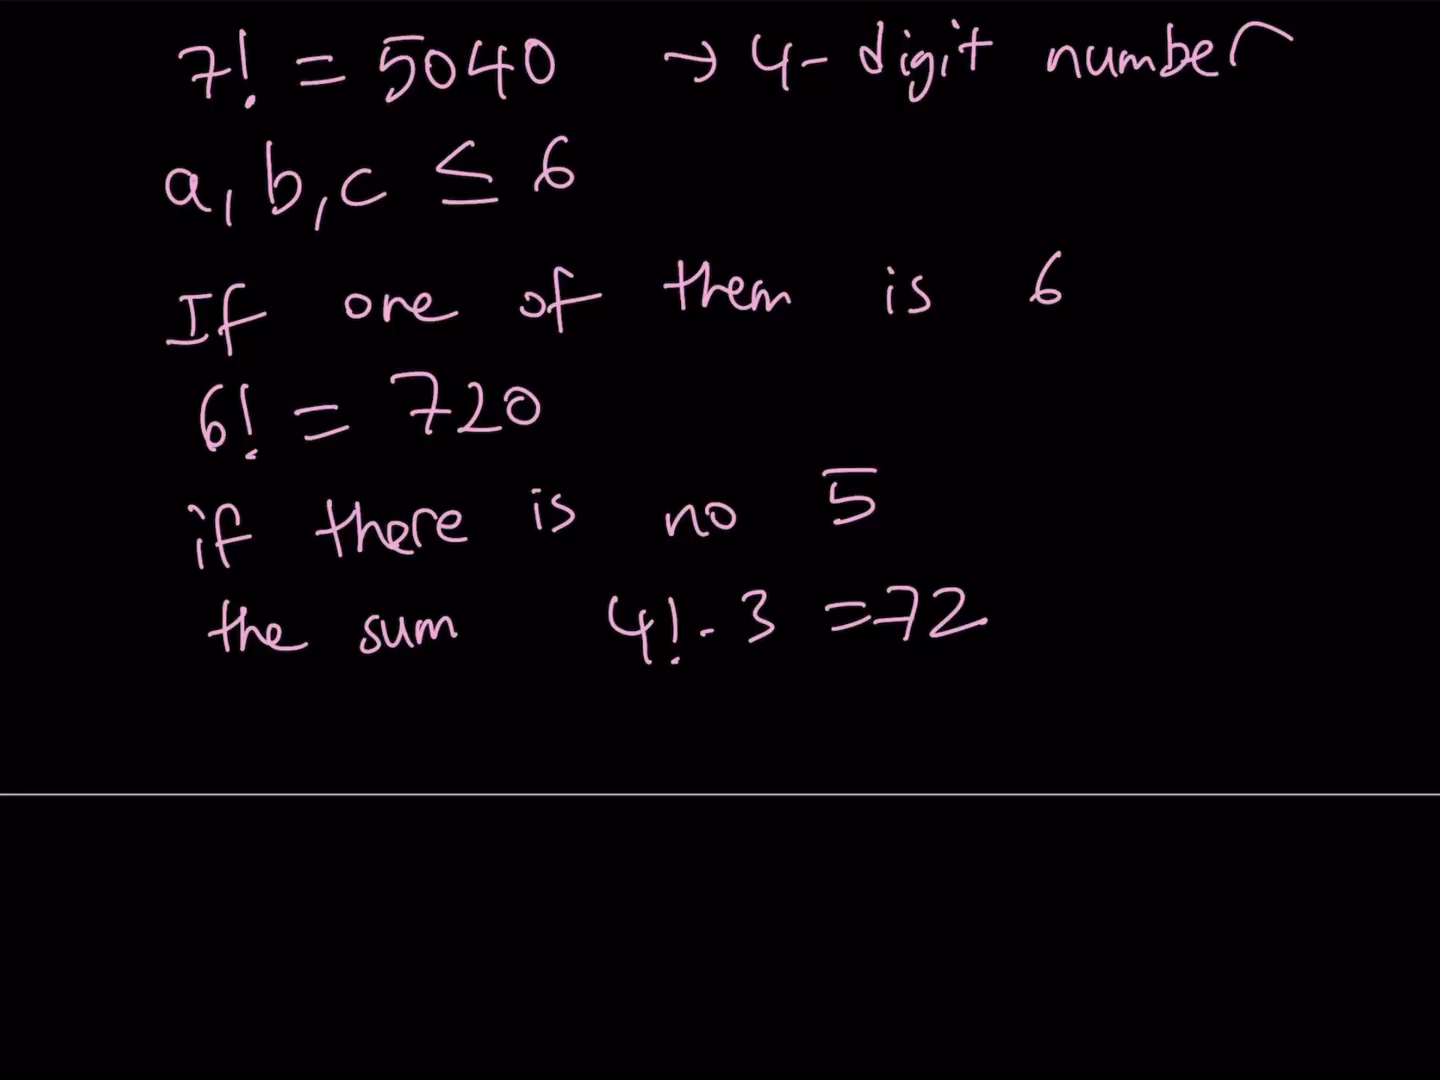 7! = 5040 → 4- digit number
a, b, c ≤ 6
If one of them is 6
6! = 720
if there is no 5
the sum 4! · 3 = 72